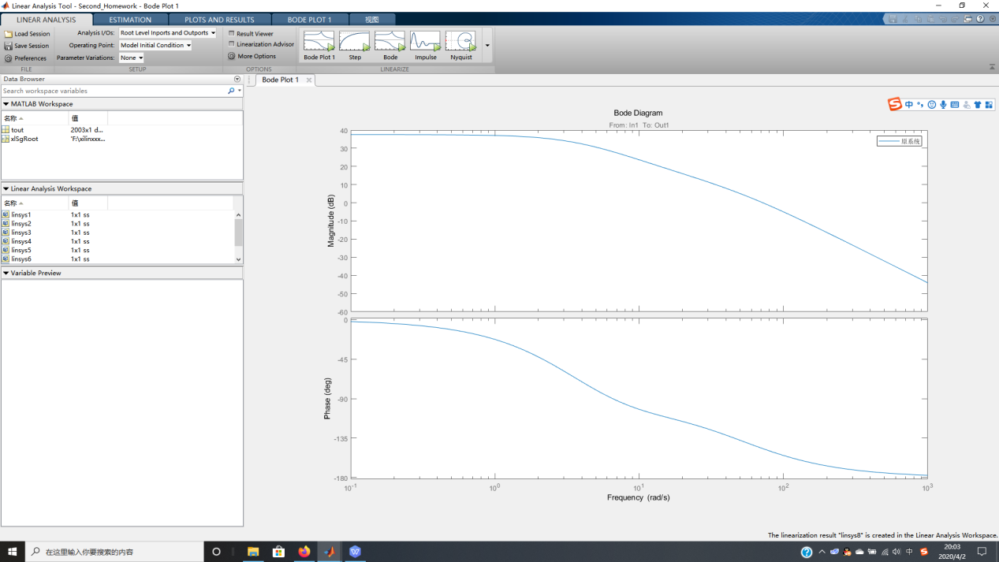 Linear Analysis Tool - Second_Homework - Bode Plot 1
LINEAR ANALYSIS ESTIMATION PLOTS AND RESULTS BODE PLOT 1 视图
Load Session
Save Session
Preferences
FILE
Analysis I/Os: Root Level Inports and Outports
Operating Point: Model Initial Condition
Parameter Variations: None
SETUP
Result Viewer
Linearization Advisor
More Options
OPTIONS
Bode Plot 1 Step Bode Impulse Nyquist
LINEARIZE
Data Browser
Search workspace variables
MATLAB Workspace
名称 值
tout 2003x1 d...
xlSgRoot 'F:\xilinxxx...
Linear Analysis Workspace
名称 值
linsys1 1x1 ss
linsys2 1x1 ss
linsys3 1x1 ss
linsys4 1x1 ss
linsys5 1x1 ss
linsys6 1x1 ss
Variable Preview
Bode Plot 1
中
Bode Diagram
From: In1 To: Out1
原系统
Magnitude (dB)
40
30
20
10
0
-10
-20
-30
-40
-50
-60
Phase (deg)
0
-45
-90
-135
-180
10-1 100 101 102 103
Frequency (rad/s)
The linearization result "linsys8" is created in the Linear Analysis Workspace.
在这里输入你要搜索的内容
中
20:03
2020/4/2